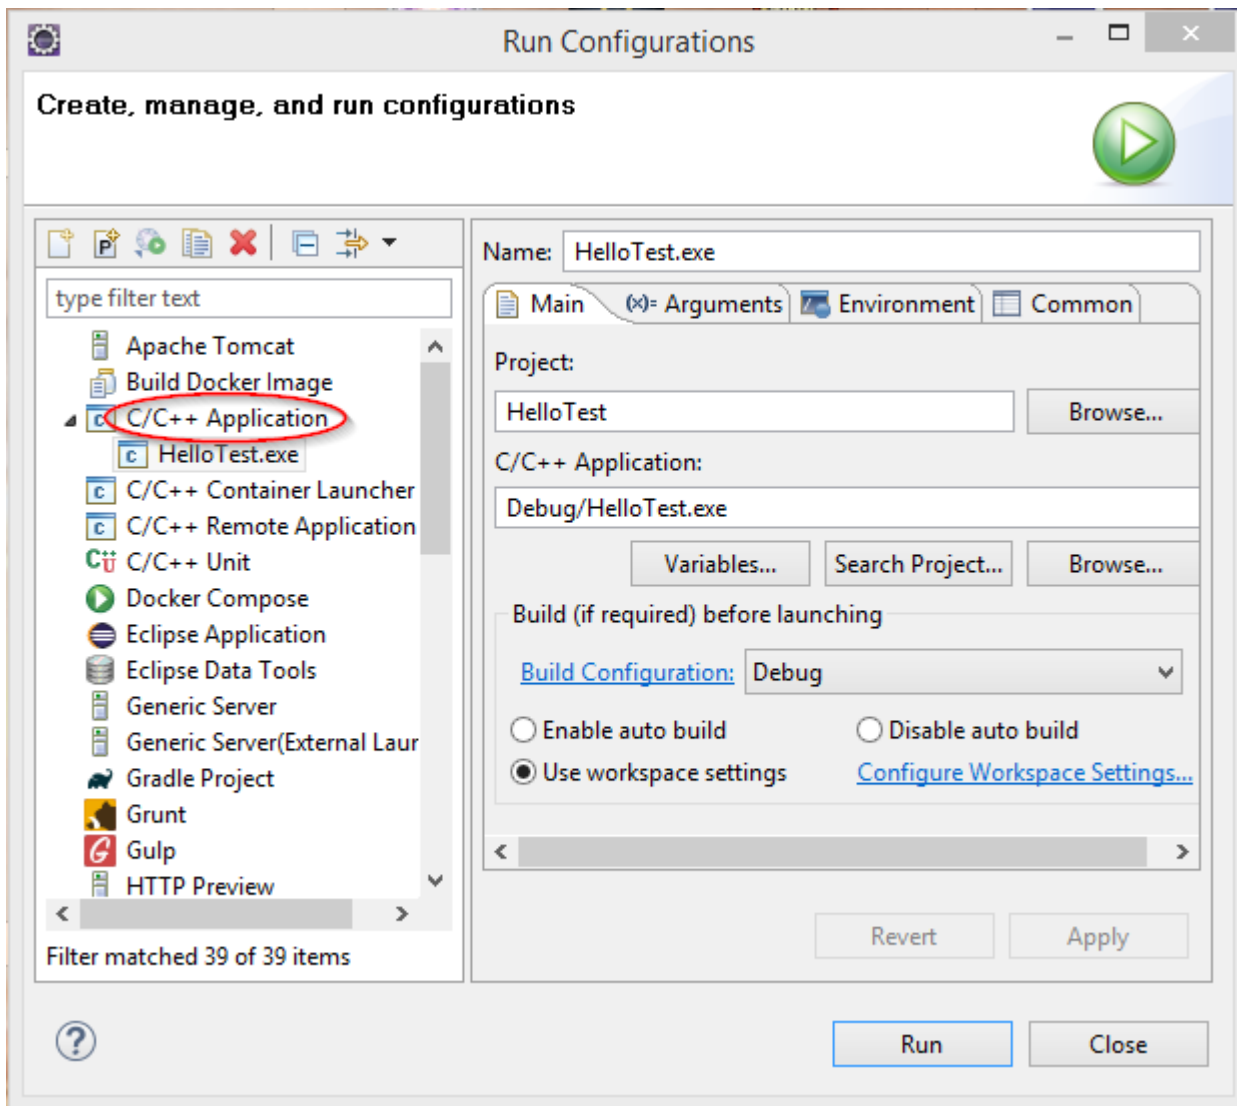 Run Configurations
Create, manage, and run configurations
type filter text
Apache Tomcat
Build Docker Image
C/C++ Application
HelloTest.exe
C/C++ Container Launcher
C/C++ Remote Application
C/C++ Unit
Docker Compose
Eclipse Application
Eclipse Data Tools
Generic Server
Generic Server(External Laur
Gradle Project
Grunt
Gulp
HTTP Preview
Filter matched 39 of 39 items
Name: HelloTest.exe
Main (x)= Arguments Environment Common
Project:
HelloTest Browse...
C/C++ Application:
Debug/HelloTest.exe
Variables... Search Project... Browse...
Build (if required) before launching
Build Configuration: Debug
Enable auto build Disable auto build
Use workspace settings Configure Workspace Settings...
Revert Apply
Run Close